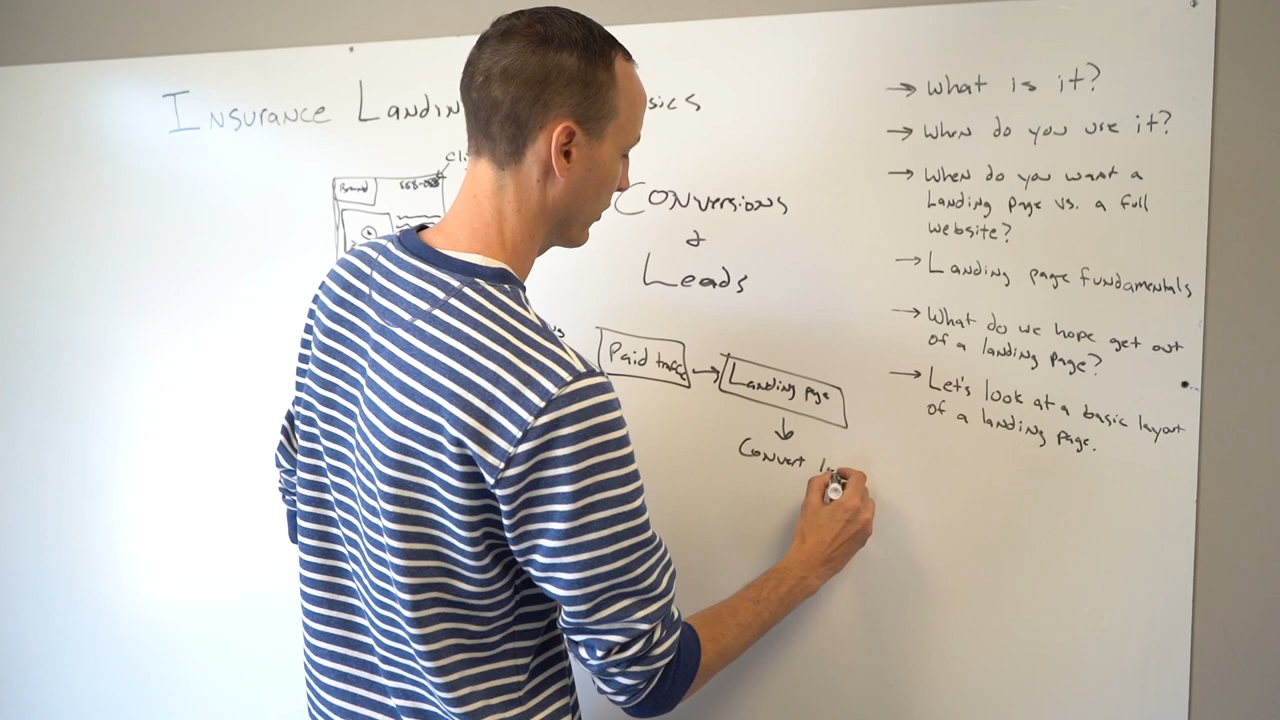 Insurance Landin sics
Brand
Conversions
&
Leads
Paid traffic
Landing page
Convert
→ What is it?
→ When do you use it?
→ When do you want a
Landing page vs. a full
website?
→ Landing page fundamentals
→ What do we hope get out
of a landing page?
→ Let's look at a basic layout
of a landing page.